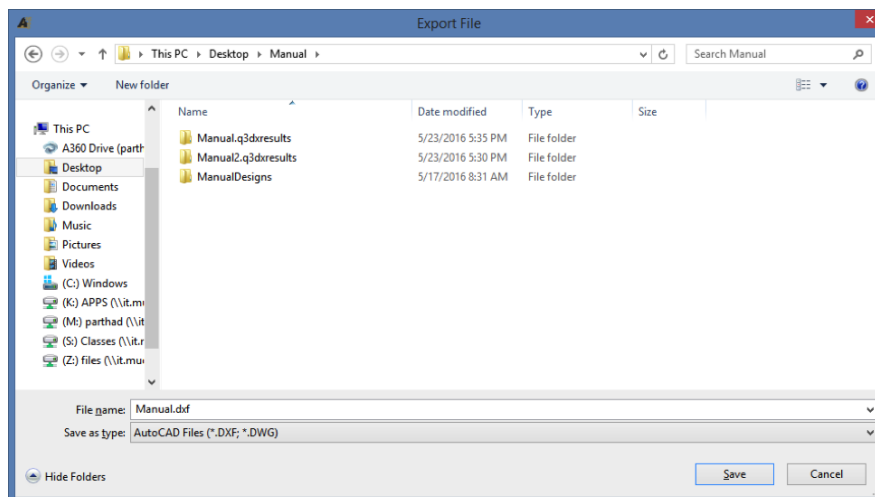 Export File
This PC Desktop Manual
Search Manual
Organize New folder
Name Date modified Type Size
This PC
A360 Drive (parth
Desktop
Documents
Downloads
Music
Pictures
Videos
(C:) Windows
(K:) APPS (\\it.m
(M:) parthad (\\it
(S:) Classes (\\it.r
(Z:) files (\\it.mu
Manual.q3dxresults 5/23/2016 5:35 PM File folder
Manual2.q3dxresults 5/23/2016 5:30 PM File folder
ManualDesigns 5/17/2016 8:31 AM File folder
File name: Manual.dxf
Save as type: AutoCAD Files (*.DXF; *.DWG)
Hide Folders Save Cancel